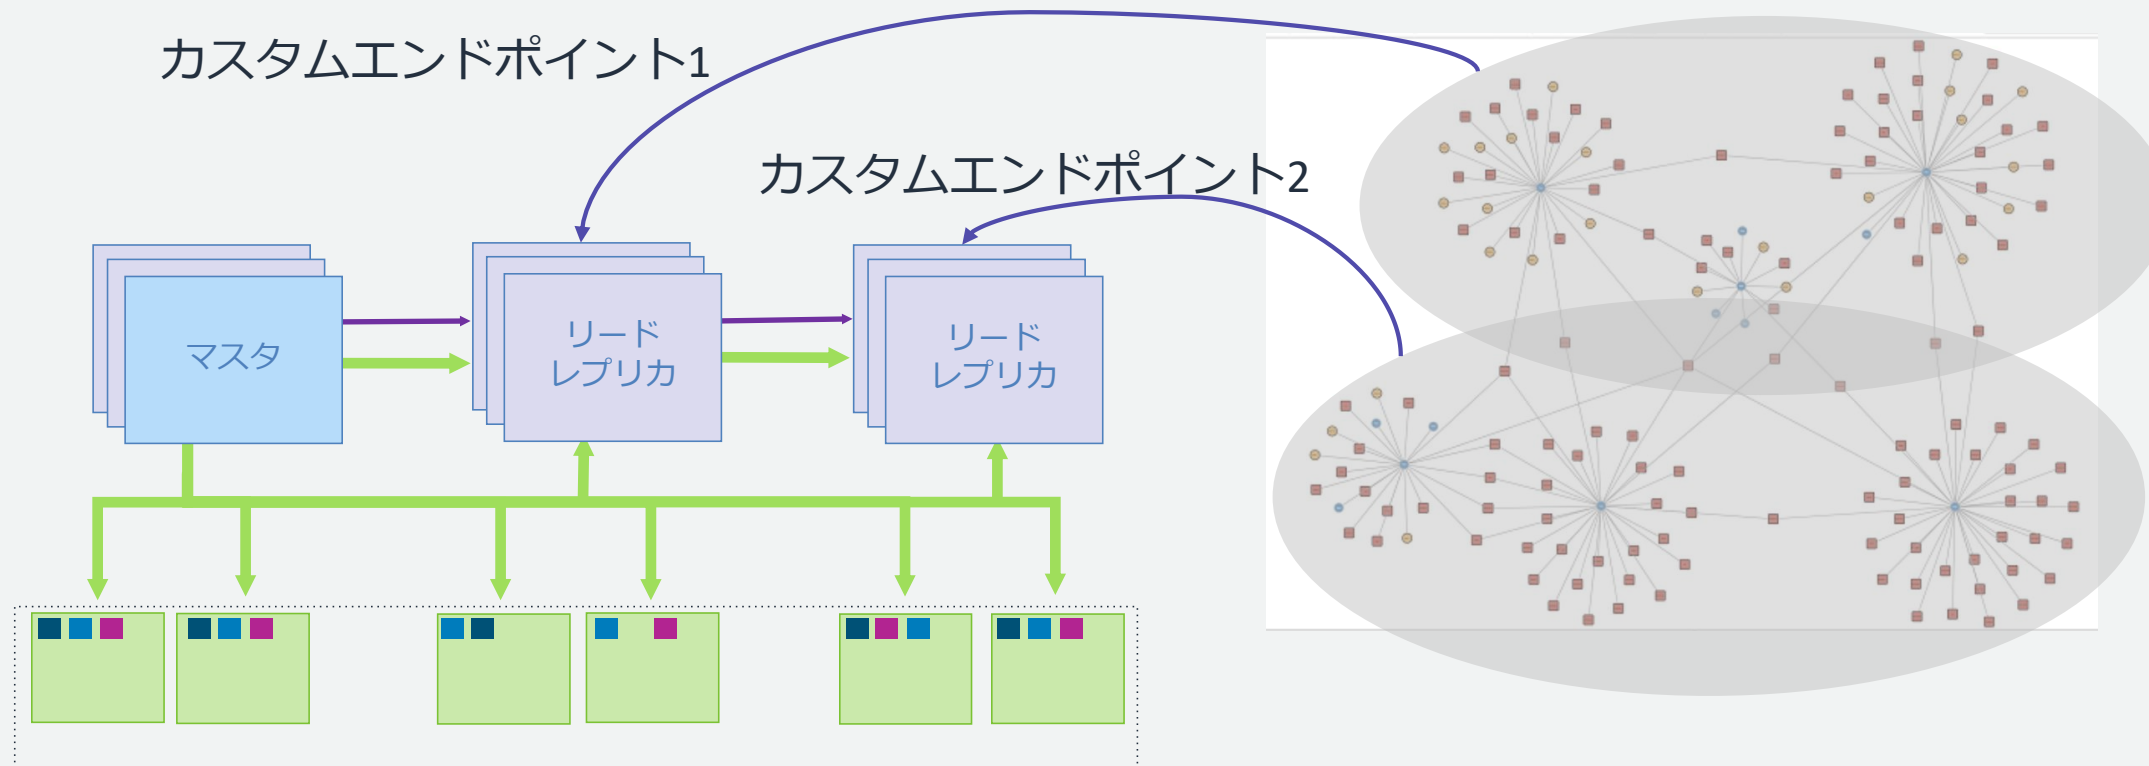 カスタムエンドポイント1
カスタムエンドポイント2
マスタ
リード
レプリカ
リード
レプリカ